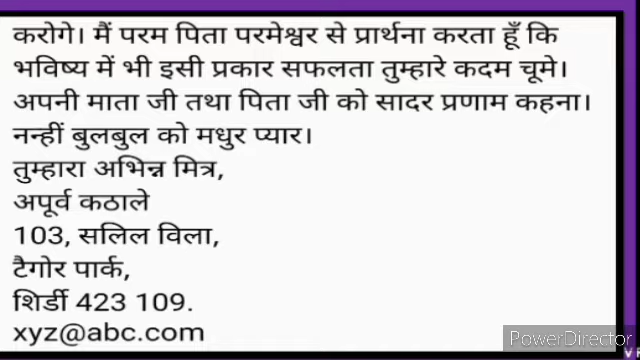 करोगे। मैं परम पिता परमेश्वर से प्रार्थना करता हूँ कि
भविष्य में भी इसी प्रकार सफलता तुम्हारे कदम चूमे।
अपनी माता जी तथा पिता जी को सादर प्रणाम कहना।
नन्हीं बुलबुल को मधुर प्यार।
तुम्हारा अभिन्न मित्र,
अपूर्व कठाले
103, सलिल विला,
टैगोर पार्क,
शिर्डी 423 109.
xyz@abc.com
PowerDirector